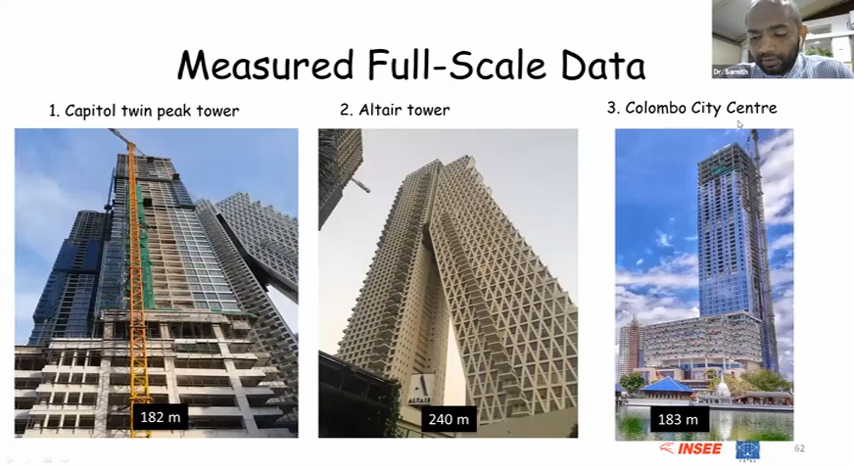 Measured Full-Scale Data
Dr. Samith
1. Capitol twin peak tower
2. Altair tower
3. Colombo City Centre
ALTAIR
182 m
240 m
183 m
INSEE
62